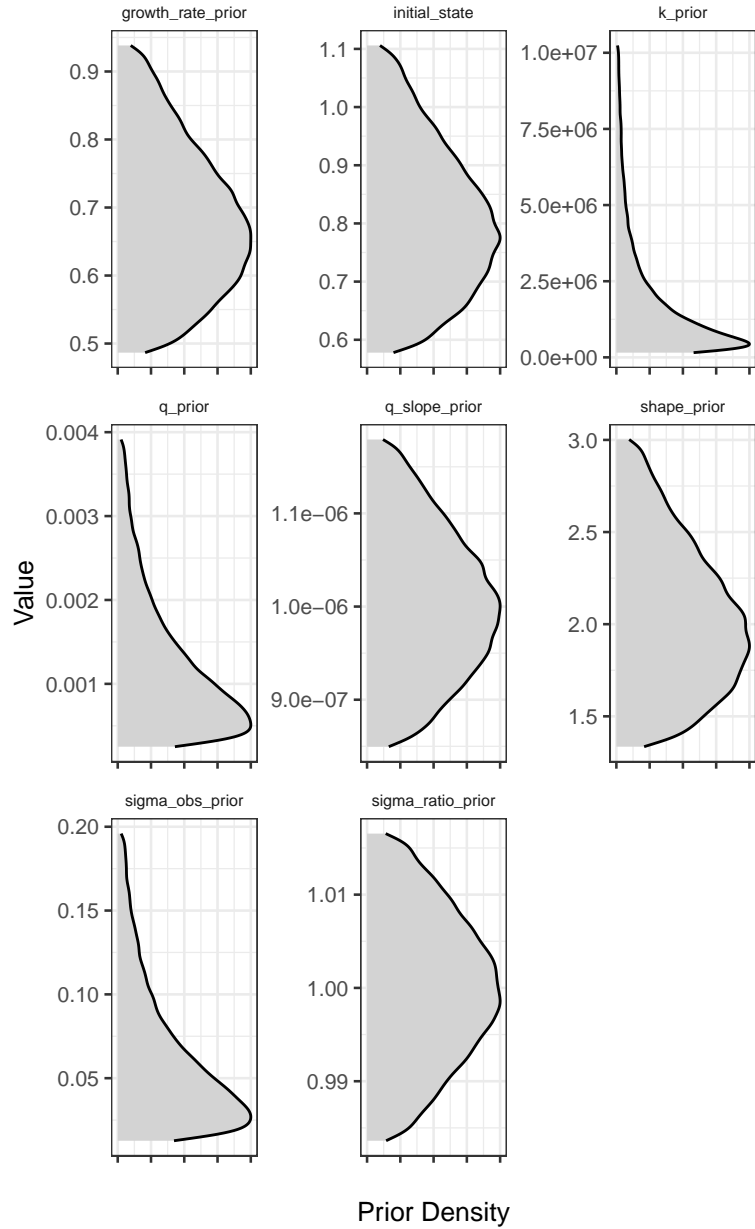 growth_rate_prior
initial_state
k_prior
0.9
0.8
0.7
0.6
0.5
1.1
1.0
0.9
0.8
0.7
0.6
1.0e+07
7.5e+06
5.0e+06
2.5e+06
0.0e+00
q_prior
q_slope_prior
shape_prior
0.004
0.003
0.002
0.001
1.1e−06
1.0e−06
9.0e−07
3.0
2.5
2.0
1.5
Value
sigma_obs_prior
sigma_ratio_prior
0.20
0.15
0.10
0.05
1.01
1.00
0.99
Prior Density